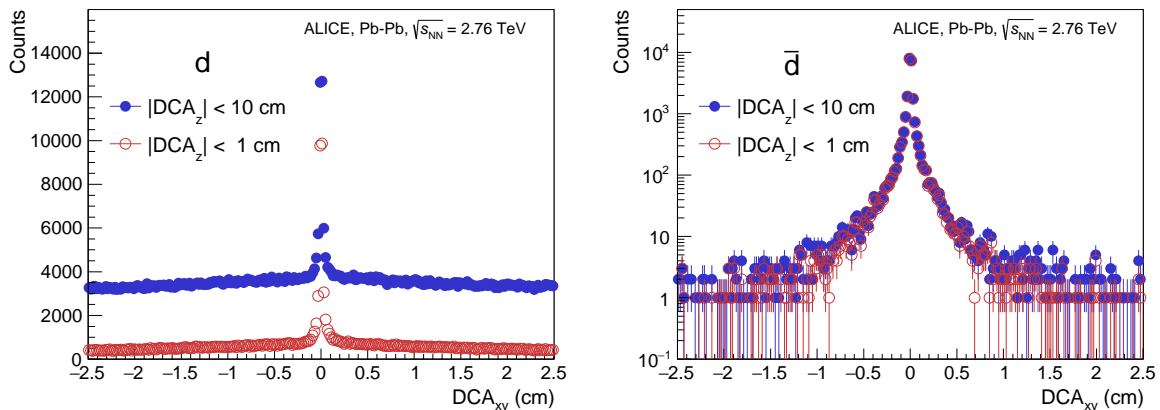 ALICE, Pb-Pb, √sNN = 2.76 TeV
d
|DCAz| < 10 cm
|DCAz| < 1 cm
Counts
14000
12000
10000
8000
6000
4000
2000
0
−2.5 −2 −1.5 −1 −0.5 0 0.5 1 1.5 2 2.5
DCAxy (cm)
ALICE, Pb-Pb, √sNN = 2.76 TeV
d̅
|DCAz| < 10 cm
|DCAz| < 1 cm
Counts
10⁴
10³
10²
10
1
10⁻¹
−2.5 −2 −1.5 −1 −0.5 0 0.5 1 1.5 2 2.5
DCAxy (cm)